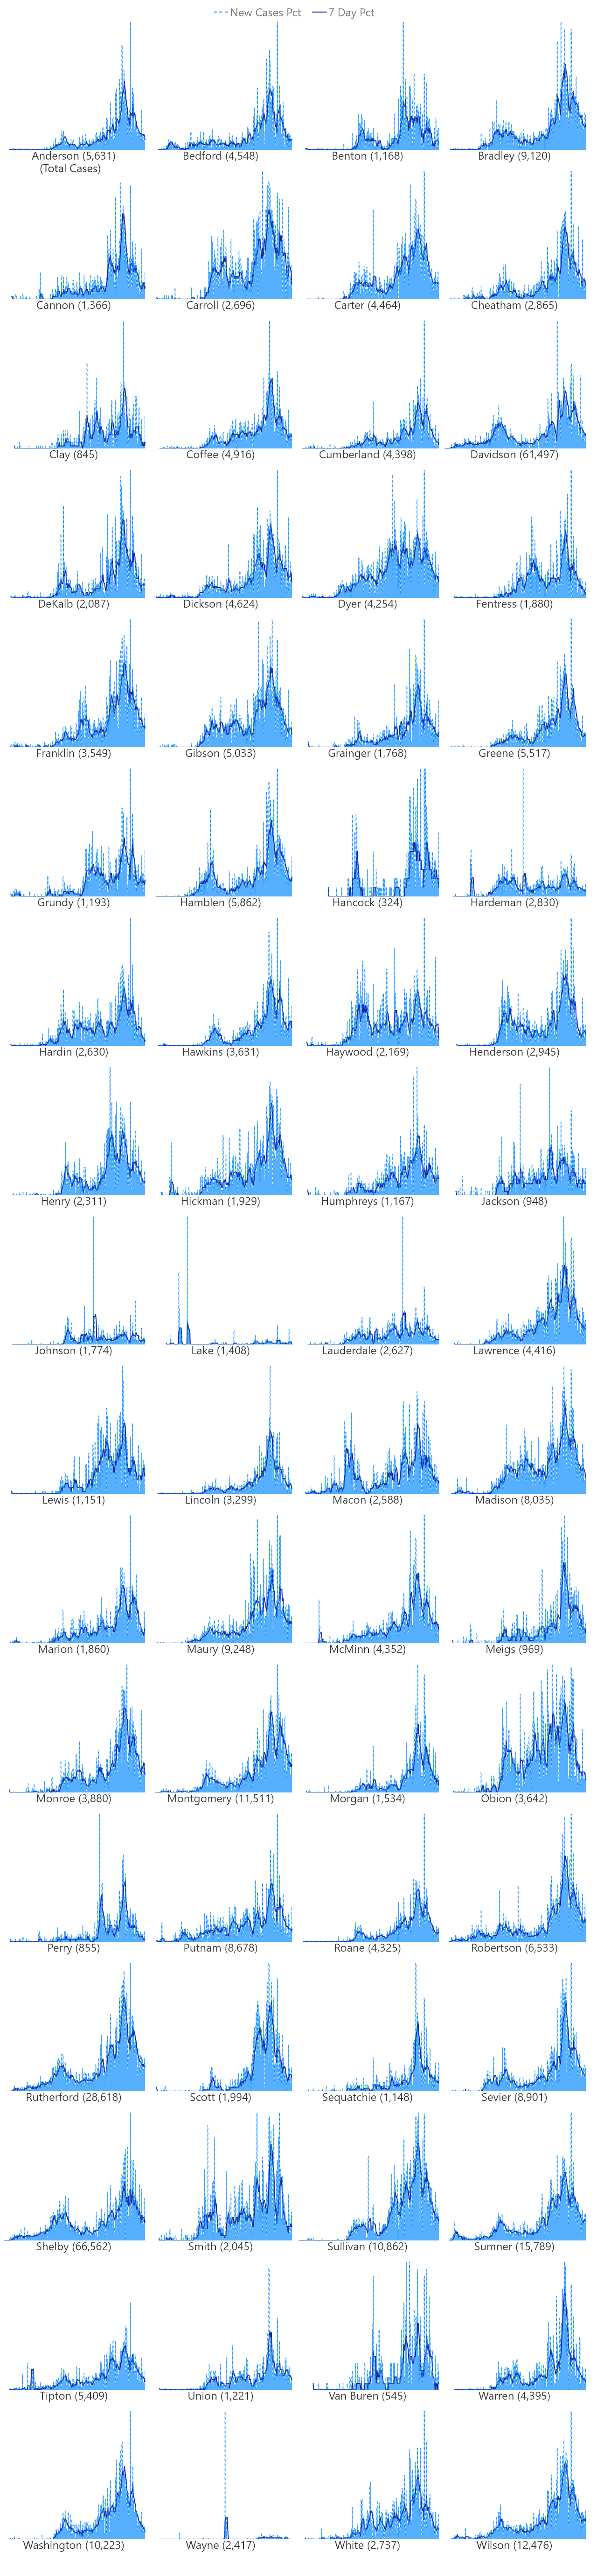 New Cases Pct 7 Day Pct
Anderson (5,631) Bedford (4,548) Benton (1,168) Bradley (9,120)
(Total Cases)
Cannon (1,366) Carroll (2,696) Carter (4,464) Cheatham (2,865)
Clay (845) Coffee (4,916) Cumberland (4,398) Davidson (61,497)
DeKalb (2,087) Dickson (4,624) Dyer (4,254) Fentress (1,880)
Franklin (3,549) Gibson (5,033) Grainger (1,768) Greene (5,517)
Grundy (1,193) Hamblen (5,862) Hancock (324) Hardeman (2,830)
Hardin (2,630) Hawkins (3,631) Haywood (2,169) Henderson (2,945)
Henry (2,311) Hickman (1,929) Humphreys (1,167) Jackson (948)
Johnson (1,774) Lake (1,408) Lauderdale (2,627) Lawrence (4,416)
Lewis (1,151) Lincoln (3,299) Macon (2,588) Madison (8,035)
Marion (1,860) Maury (9,248) McMinn (4,352) Meigs (969)
Monroe (3,880) Montgomery (11,511) Morgan (1,534) Obion (3,642)
Perry (855) Putnam (8,678) Roane (4,325) Robertson (6,533)
Rutherford (28,618) Scott (1,994) Sequatchie (1,148) Sevier (8,901)
Shelby (66,562) Smith (2,045) Sullivan (10,862) Sumner (15,789)
Tipton (5,409) Union (1,221) Van Buren (545) Warren (4,395)
Washington (10,223) Wayne (2,417) White (2,737) Wilson (12,476)